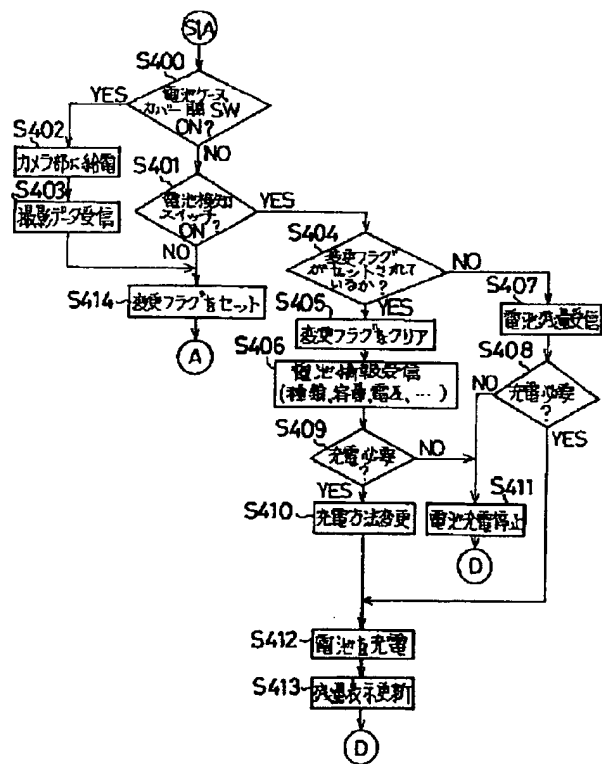 S1A
S400
電池ケース
カバー開SW
ON?
YES
NO
S402
カメラ部に給電
S403
撮影データ受信
S401
電池検知
スイッチ
ON?
YES
NO
S414
変更フラグをセット
A
S404
変更フラグ
がセットされて
いるか?
NO
YES
S405
変更フラグをクリア
S406
電池情報受信
(種類,容量,電圧,…)
S407
電池残量受信
S408
充電必要
?
NO
YES
S409
充電必要
?
NO
YES
S410
充電方法変更
S411
電池充電停止
D
S412
電池を充電
S413
残量表示更新
D